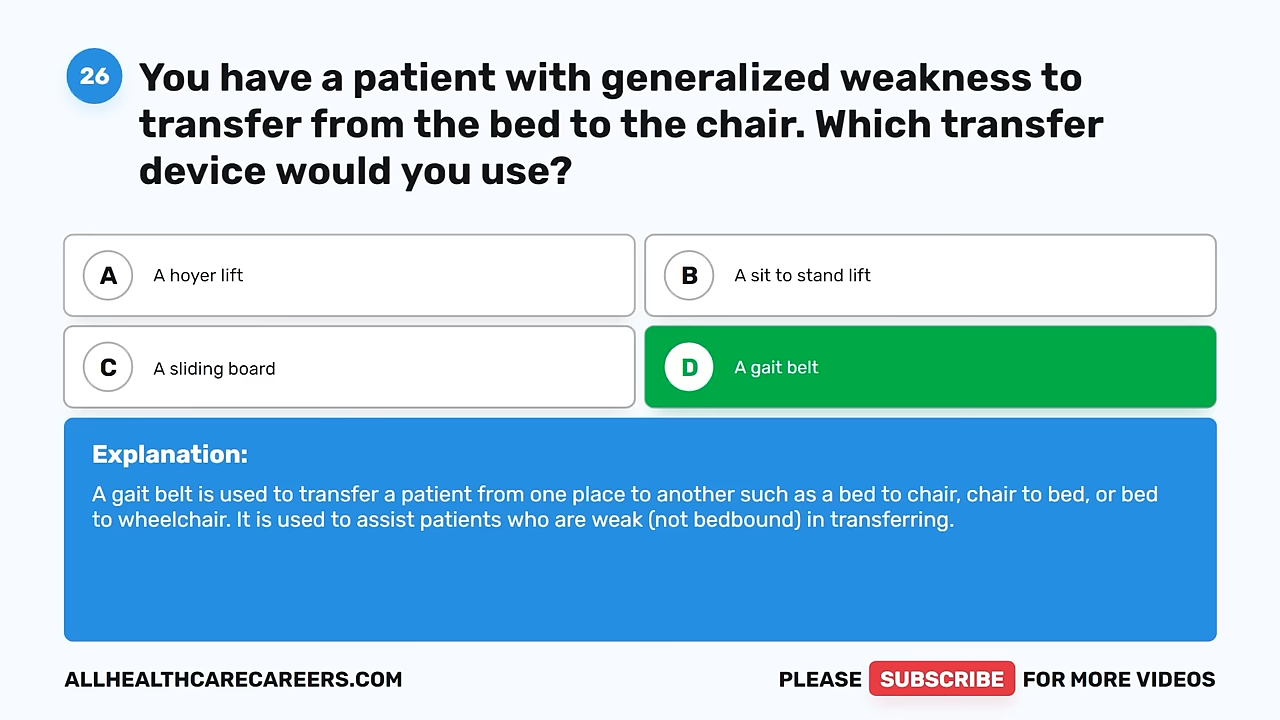 26
You have a patient with generalized weakness to
transfer from the bed to the chair. Which transfer
device would you use?
A A hoyer lift
B A sit to stand lift
C A sliding board
D A gait belt
Explanation:
A gait belt is used to transfer a patient from one place to another such as a bed to chair, chair to bed, or bed
to wheelchair. It is used to assist patients who are weak (not bedbound) in transferring.
ALLHEALTHCARECAREERS.COM
PLEASE SUBSCRIBE FOR MORE VIDEOS